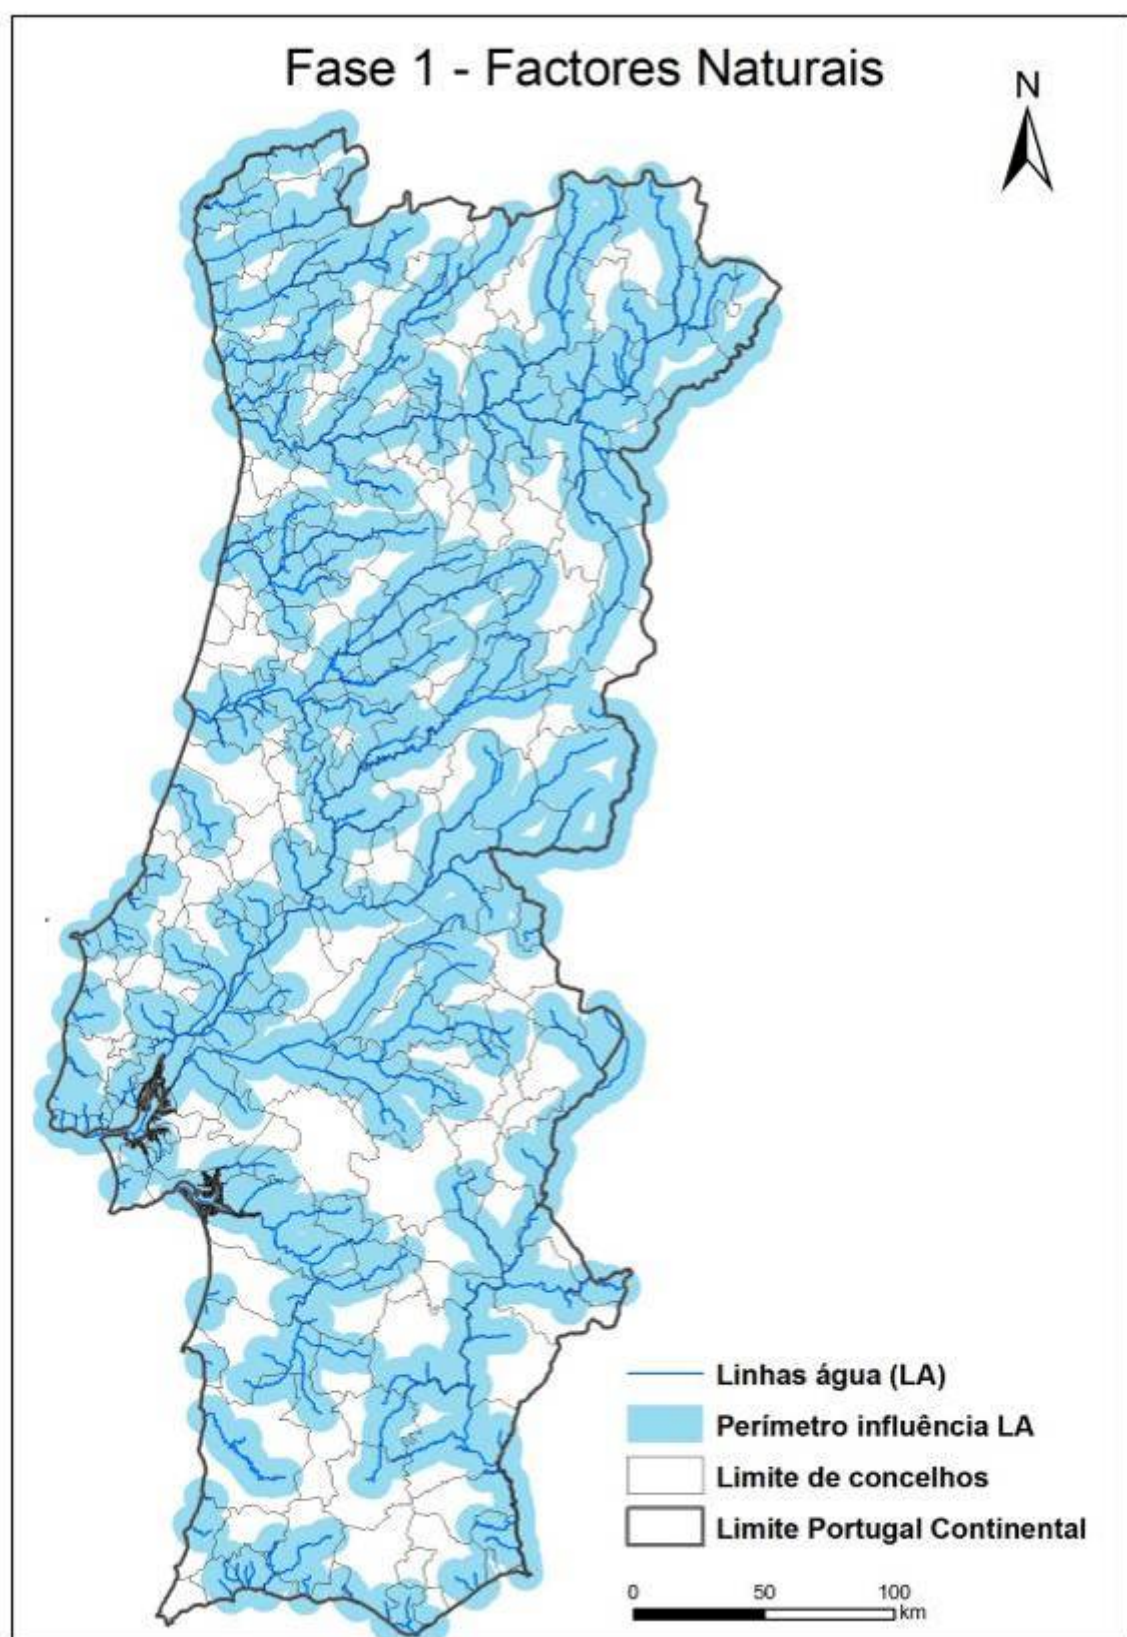 Fase 1 - Factores Naturais
N
Linhas água (LA)
Perímetro influência LA
Limite de concelhos
Limite Portugal Continental
0 50 100
km